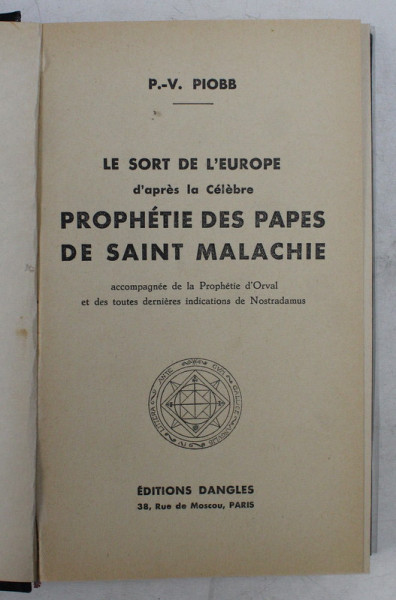 P.-V. PIOBB
LE SORT DE L'EUROPE
d'après la Célèbre
PROPHÉTIE DES PAPES
DE SAINT MALACHIE
accompagnée de la Prophétie d'Orval
et des toutes dernières indications de Nostradamus
ÉDITIONS DANGLES
38, Rue de Moscou, PARIS